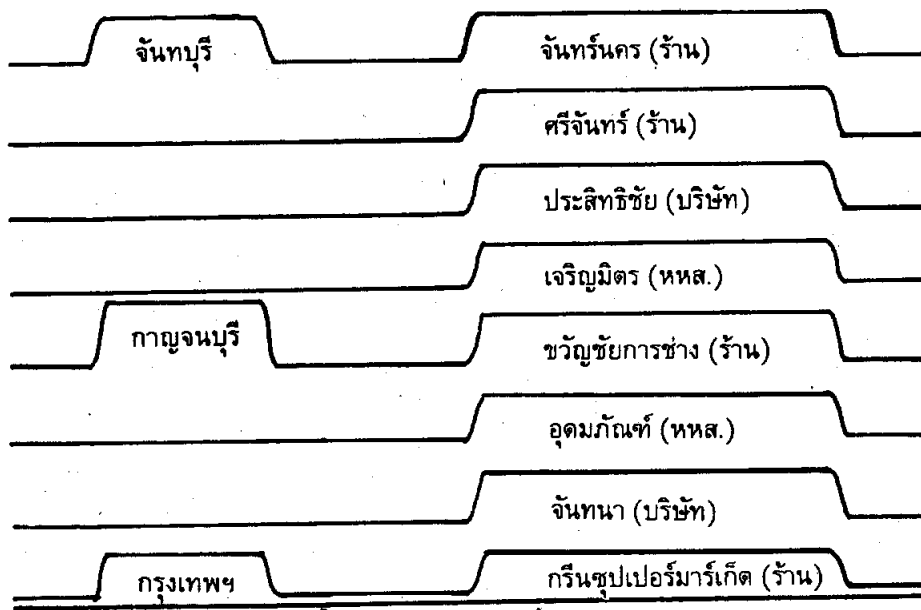 จันทบุรี จันทร์นคร (ร้าน)
ศรีจันทร์ (ร้าน)
ประสิทธิชัย (บริษัท)
เจริญมิตร (หหส.)
กาญจนบุรี ขวัญชัยการช่าง (ร้าน)
อุดมภัณฑ์ (หหส.)
จันทนา (บริษัท)
กรุงเทพฯ กรีนซุปเปอร์มาร์เก็ต (ร้าน)